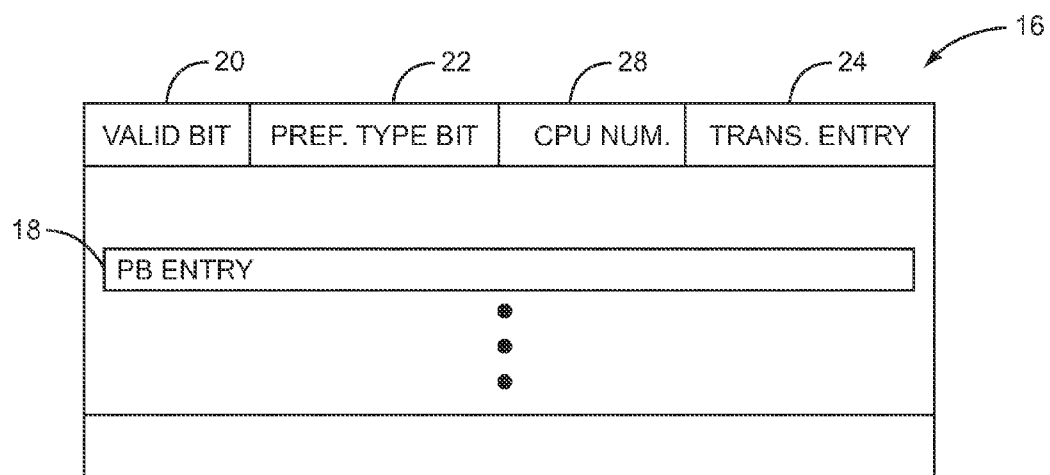 16
20 22 28 24
VALID BIT PREF. TYPE BIT CPU NUM. TRANS. ENTRY
18
PB ENTRY